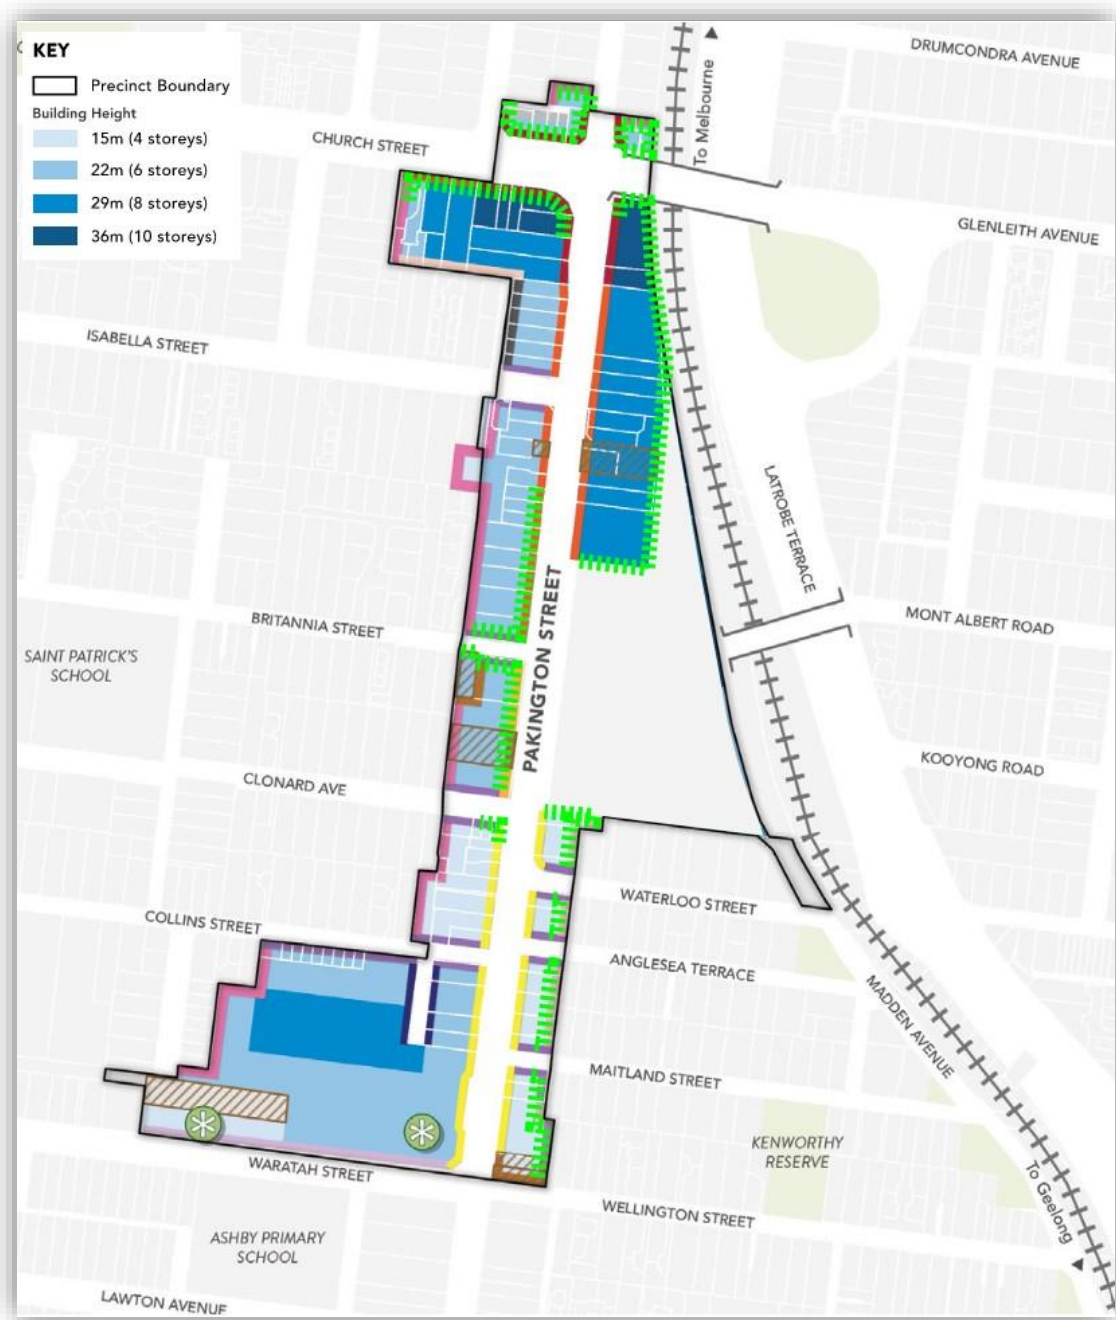 KEY
Precinct Boundary
Building Height
15m (4 storeys)
22m (6 storeys)
29m (8 storeys)
36m (10 storeys)
DRUMCONDRA AVENUE
To Melbourne
CHURCH STREET
GLENLEITH AVENUE
ISABELLA STREET
LATROBE TERRACE
BRITANNIA STREET
MONT ALBERT ROAD
SAINT PATRICK'S
SCHOOL
PAKINGTON STREET
CLONARD AVE
KOOYONG ROAD
COLLINS STREET
WATERLOO STREET
ANGLESEA TERRACE
MADDEN AVENUE
MAITLAND STREET
KENWORTHY
RESERVE
WARATAH STREET
WELLINGTON STREET
To Geelong
ASHBY PRIMARY
SCHOOL
LAWTON AVENUE